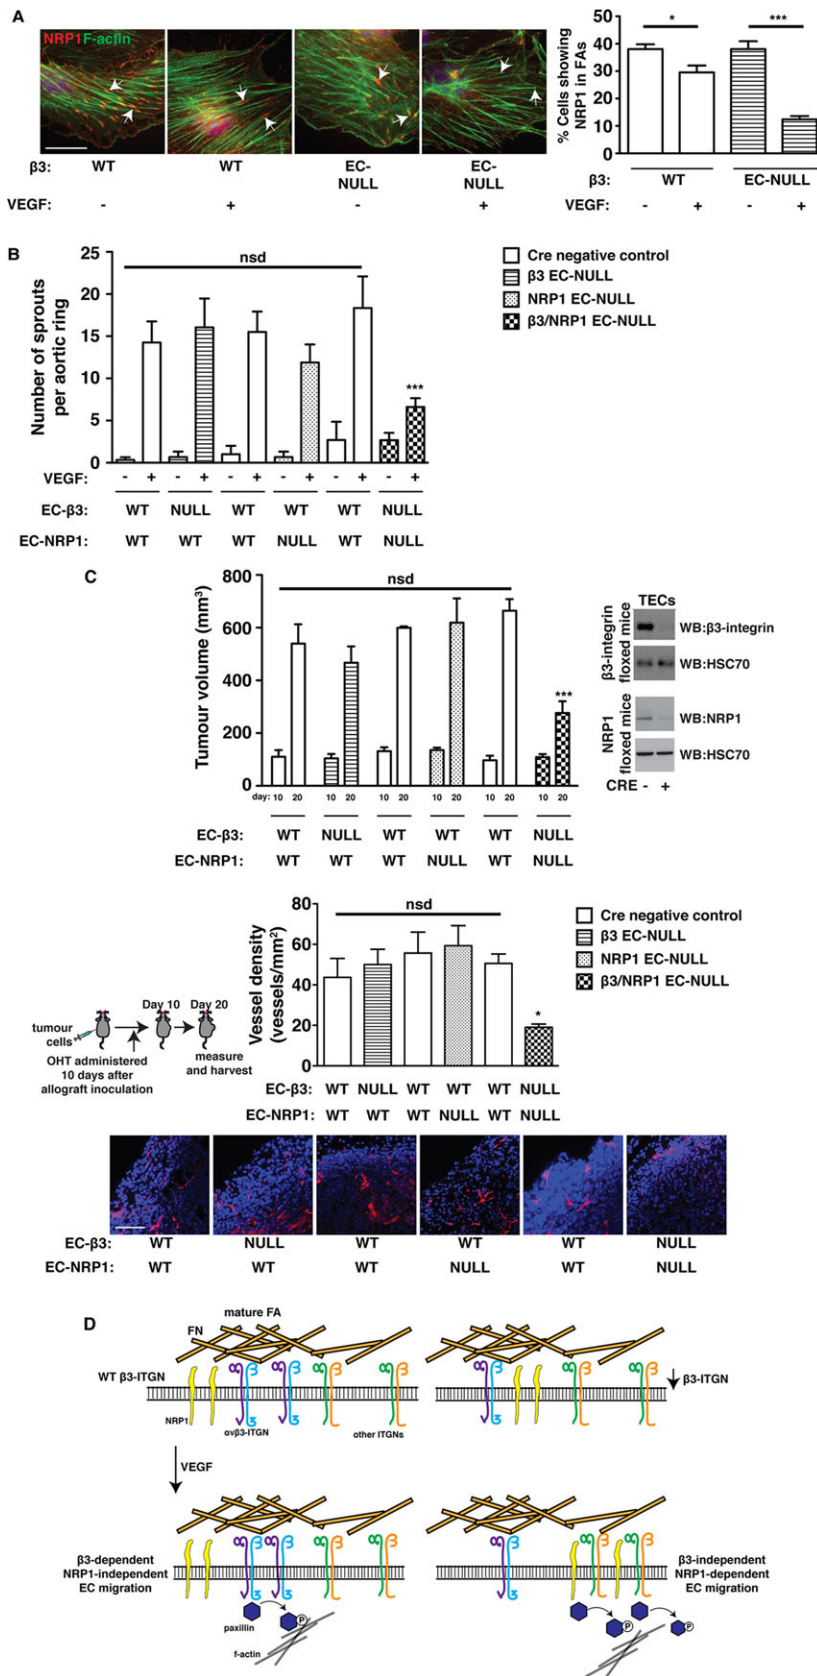 A
NRP1F-actin
β3: WT WT EC-NULL EC-NULL
VEGF: - + - +
% Cells showing
NRP1 in FAs
50
40
30
20
10
0
* ***
β3: WT EC-NULL
VEGF: - + - +
B
Number of sprouts
per aortic ring
25
20
15
10
5
0
nsd
***
Cre negative control
β3 EC-NULL
NRP1 EC-NULL
β3/NRP1 EC-NULL
VEGF: - + - + - + - + - + - +
EC-β3: WT NULL WT WT WT NULL
EC-NRP1: WT WT WT NULL WT NULL
C
Tumour volume (mm³)
800
600
400
200
0
nsd
***
day: 10 20 10 20 10 20 10 20 10 20 10 20
EC-β3: WT NULL WT WT WT NULL
EC-NRP1: WT WT WT NULL WT NULL
TECs
β3-integrin
floxed mice
WB:β3-integrin
WB:HSC70
NRP1
floxed mice
WB:NRP1
WB:HSC70
CRE - +
tumour
cells
Day 10 Day 20
OHT administered
10 days after
allograft inoculation
measure
and harvest
Vessel density
(vessels/mm²)
80
60
40
20
0
nsd
*
EC-β3: WT NULL WT WT WT NULL
EC-NRP1: WT WT WT NULL WT NULL
Cre negative control
β3 EC-NULL
NRP1 EC-NULL
β3/NRP1 EC-NULL
EC-β3: WT NULL WT WT WT NULL
EC-NRP1: WT WT WT NULL WT NULL
D
mature FA
FN
WT β3-ITGN
NRP1
αvβ3-ITGN
other ITGNs
β3-ITGN
VEGF
β3-dependent
NRP1-independent
EC migration
paxillin
P
f-actin
β3-independent
NRP1-dependent
EC migration
P
P